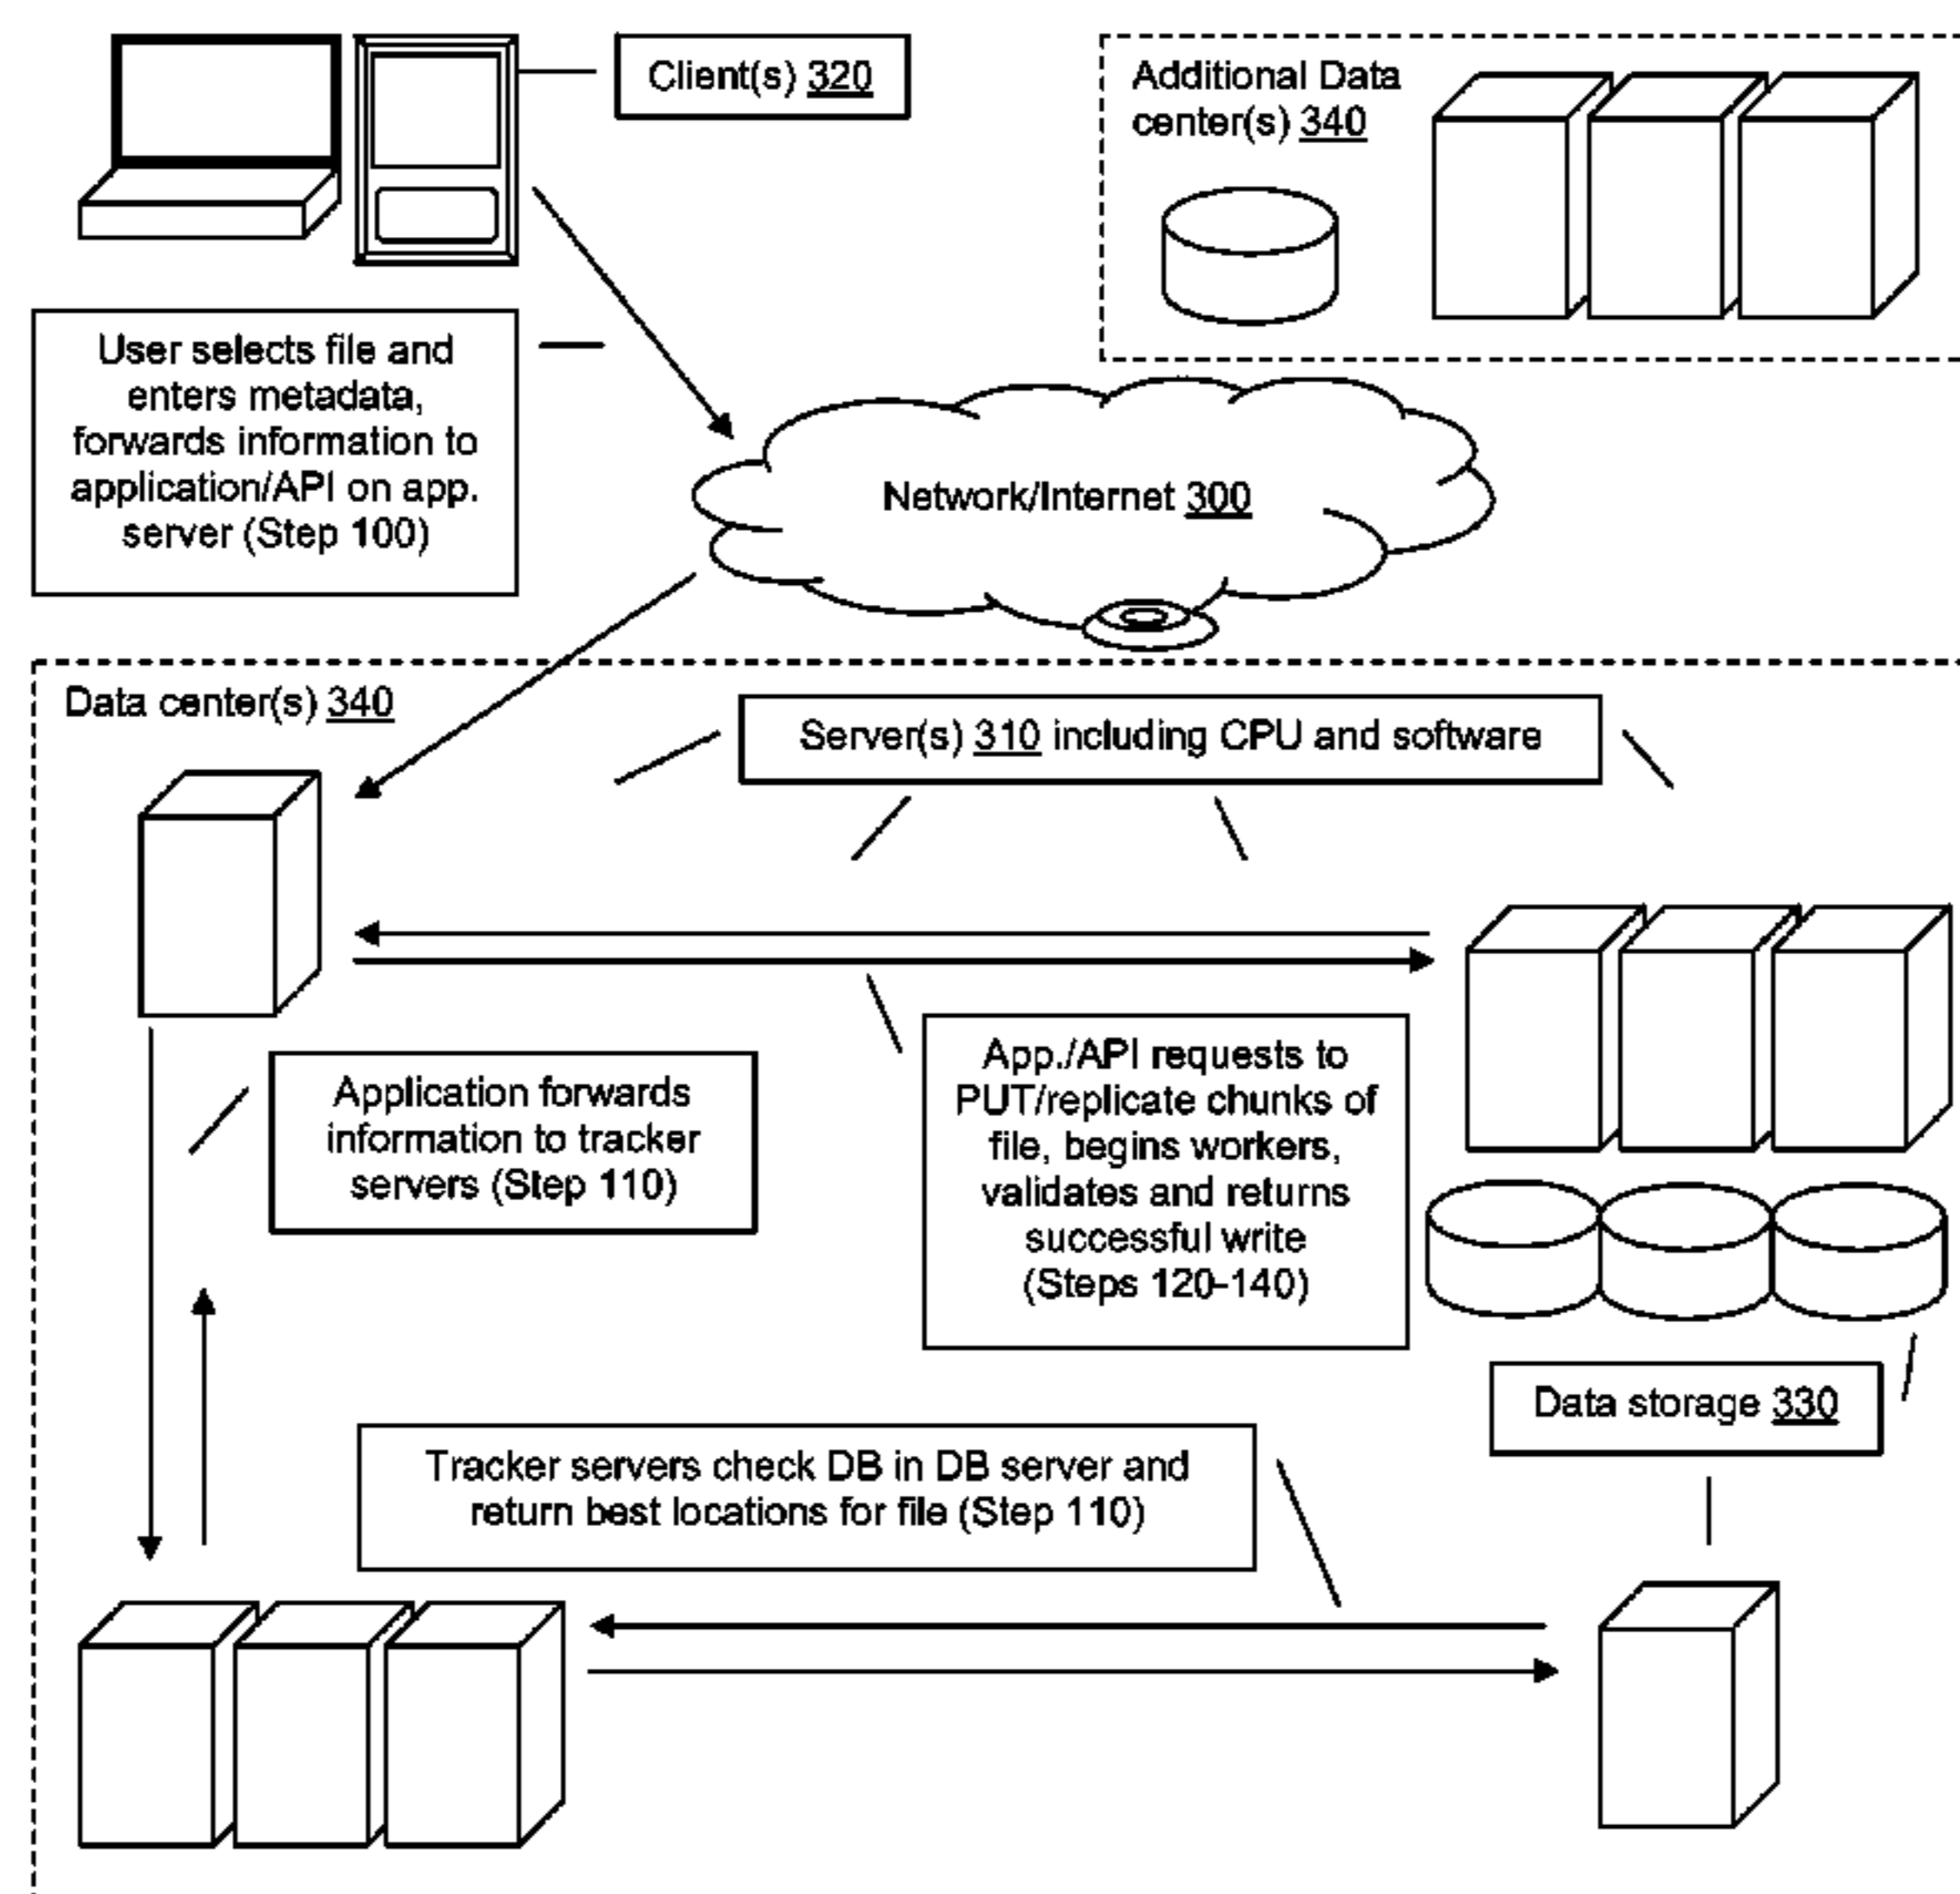 Client(s) 320
Additional Data
center(s) 340
User selects file and
enters metadata,
forwards information to
application/API on app.
server (Step 100)
Network/Internet 300
Data center(s) 340
Server(s) 310 including CPU and software
Application forwards
information to tracker
servers (Step 110)
App./API requests to
PUT/replicate chunks of
file, begins workers,
validates and returns
successful write
(Steps 120-140)
Data storage 330
Tracker servers check DB in DB server and
return best locations for file (Step 110)